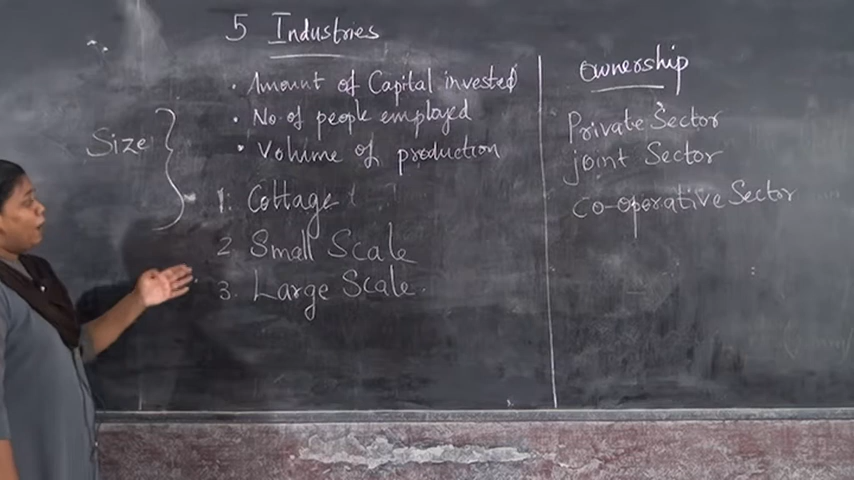 5 Industries
• Amount of Capital invested
• No. of people employed
• Volume of production
Size
1. Cottage
2 Small Scale
3. Large Scale.
Ownership
Private Sector
joint Sector
Co-operative Sector